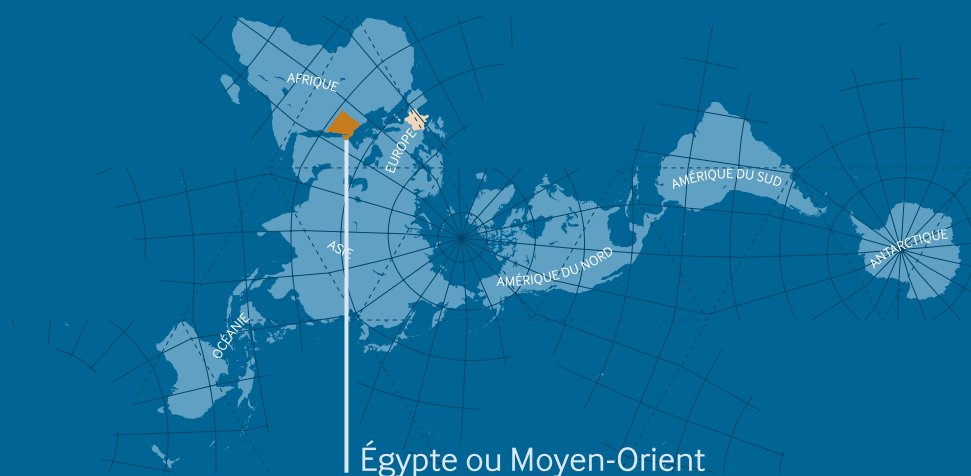 AFRIQUE
EUROPE
AMÉRIQUE DU SUD
ASIE
AMÉRIQUE DU NORD
ANTARCTIQUE
OCÉANIE
Égypte ou Moyen-Orient